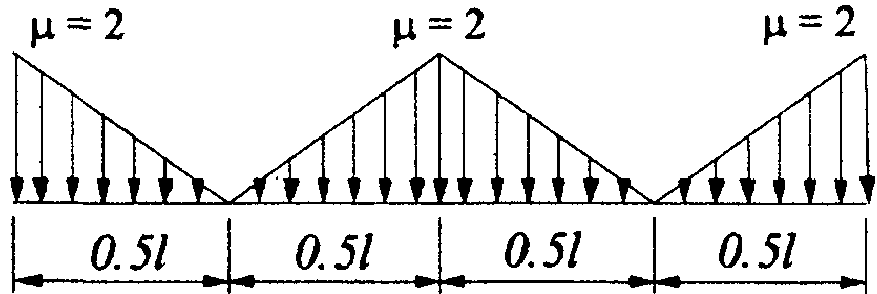 μ = 2 μ = 2 μ = 2
0.5l 0.5l 0.5l 0.5l